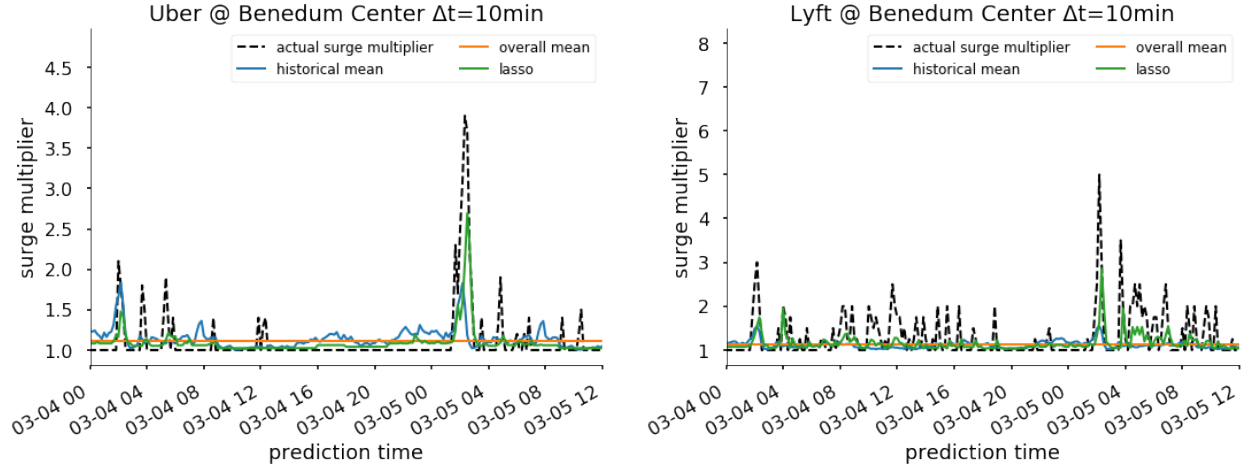 Uber @ Benedum Center Δt=10min
actual surge multiplier
historical mean
overall mean
lasso
surge multiplier
4.5
4.0
3.5
3.0
2.5
2.0
1.5
1.0
03-04 00
03-04 04
03-04 08
03-04 12
03-04 16
03-04 20
03-05 00
03-05 04
03-05 08
03-05 12
prediction time
Lyft @ Benedum Center Δt=10min
actual surge multiplier
historical mean
overall mean
lasso
surge multiplier
8
7
6
5
4
3
2
1
03-04 00
03-04 04
03-04 08
03-04 12
03-04 16
03-04 20
03-05 00
03-05 04
03-05 08
03-05 12
prediction time